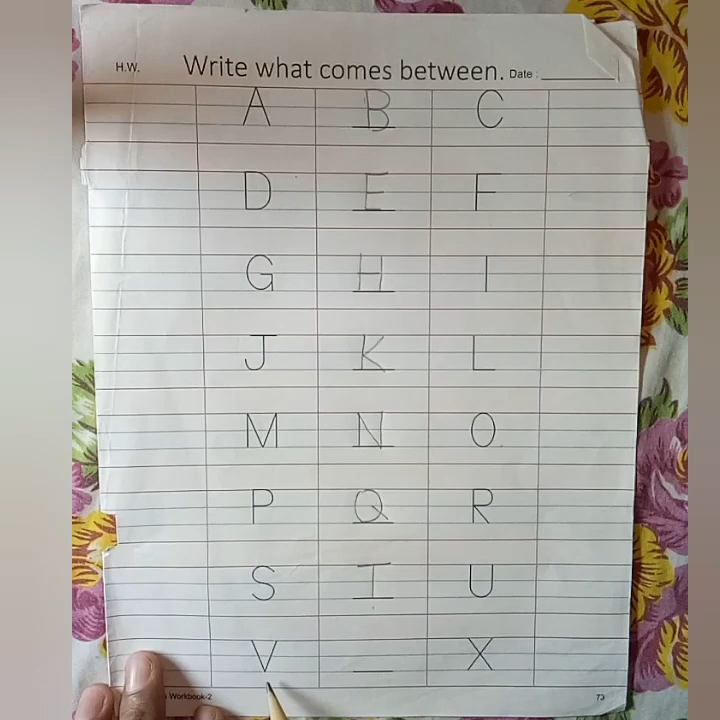 H.W. Write what comes between. Date :
A B C
D E F
G H I
J K L
M N O
P Q R
S T U
V _ X
Workbook-2 73